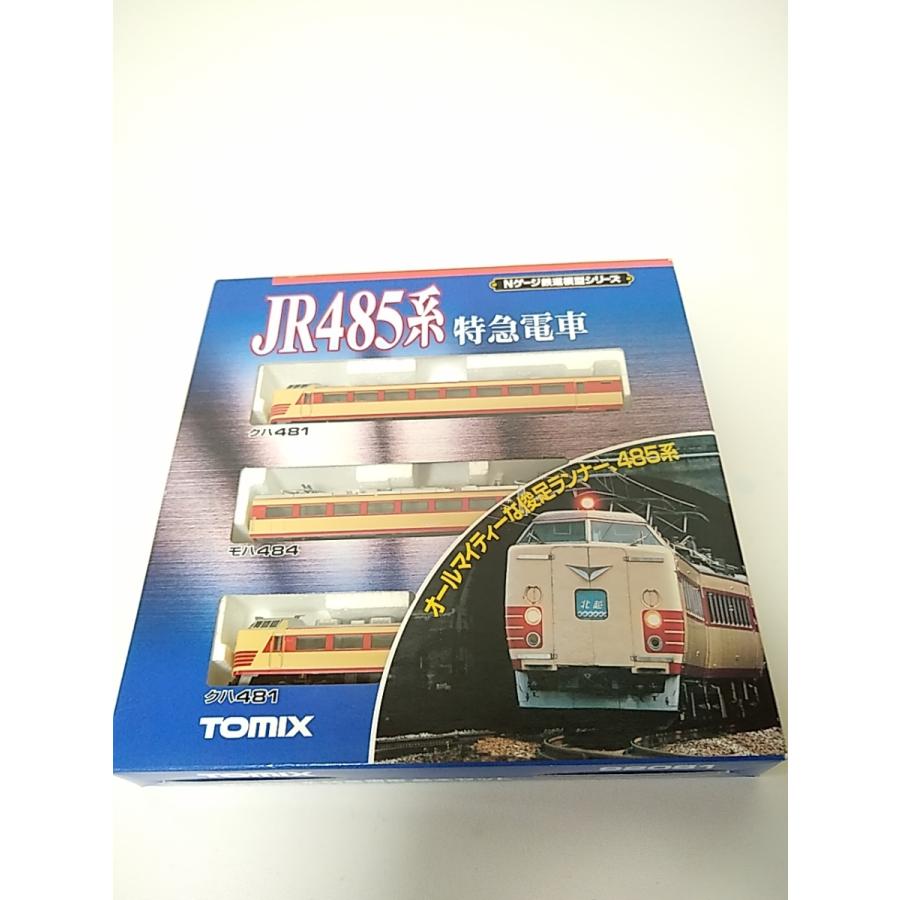 Nゲージ鉄道模型シリーズ
JR485系 特急電車
クハ481
モハ484
クハ481
オールマイティーな俊足ランナー、485系
北越
TOMIX
TOMIX